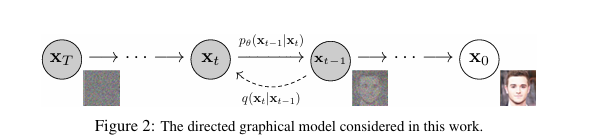 p_θ(x_{t−1}|x_t)
x_T → ··· → x_t → x_{t−1} → ··· → x_0
q(x_t|x_{t−1})
Figure 2: The directed graphical model considered in this work.